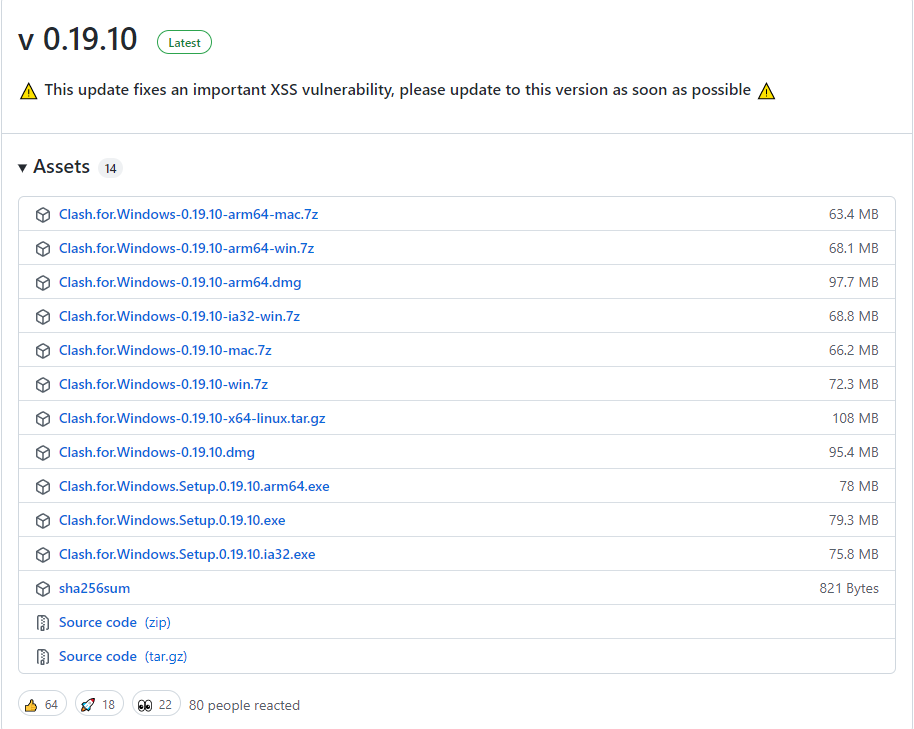 v 0.19.10 Latest
⚠ This update fixes an important XSS vulnerability, please update to this version as soon as possible ⚠
▾ Assets 14
Clash.for.Windows-0.19.10-arm64-mac.7z 63.4 MB
Clash.for.Windows-0.19.10-arm64-win.7z 68.1 MB
Clash.for.Windows-0.19.10-arm64.dmg 97.7 MB
Clash.for.Windows-0.19.10-ia32-win.7z 68.8 MB
Clash.for.Windows-0.19.10-mac.7z 66.2 MB
Clash.for.Windows-0.19.10-win.7z 72.3 MB
Clash.for.Windows-0.19.10-x64-linux.tar.gz 108 MB
Clash.for.Windows-0.19.10.dmg 95.4 MB
Clash.for.Windows.Setup.0.19.10.arm64.exe 78 MB
Clash.for.Windows.Setup.0.19.10.exe 79.3 MB
Clash.for.Windows.Setup.0.19.10.ia32.exe 75.8 MB
sha256sum 821 Bytes
Source code (zip)
Source code (tar.gz)
👍 64 🚀 18 👀 22 80 people reacted